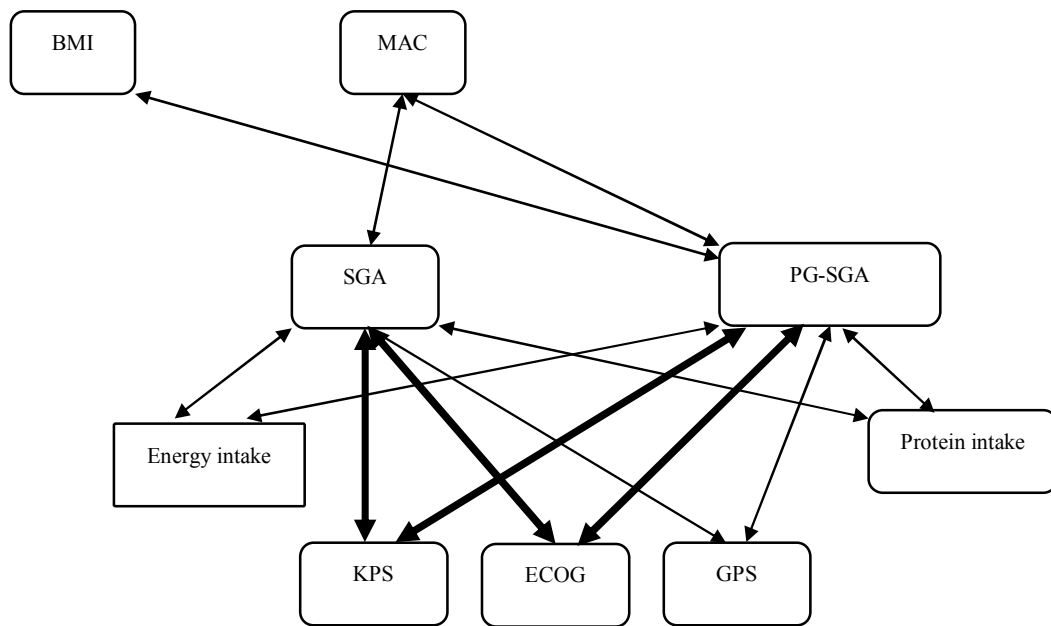 BMI
MAC
SGA
PG-SGA
Energy intake
Protein intake
KPS
ECOG
GPS